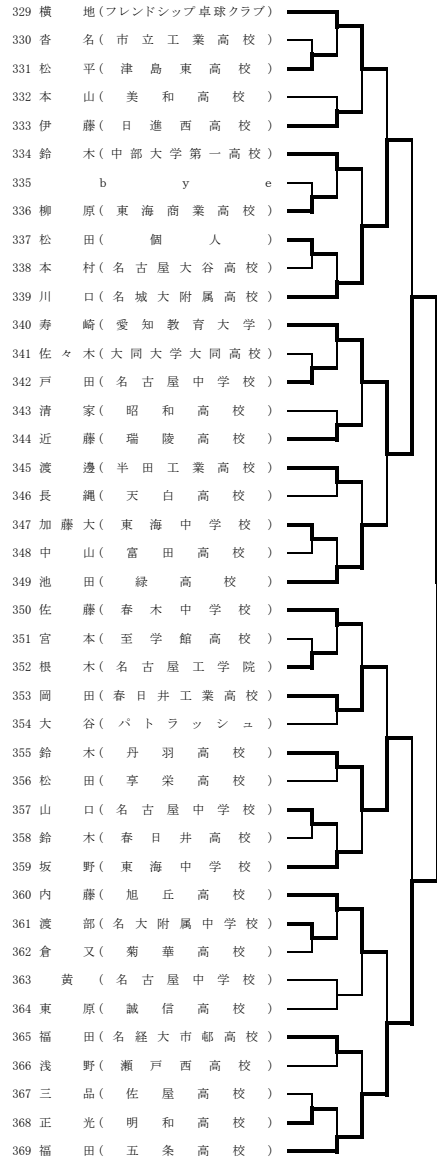 329 横 地 (フレンドシップ卓球クラブ)
330 沓 名 (市立工業高校)
331 松 平 (津島東高校)
332 本 山 (美和高校)
333 伊 藤 (日進西高校)
334 鈴 木 (中部大学第一高校)
335 bye
336 柳 原 (東海商業高校)
337 松 田 (個人)
338 本 村 (名古屋大谷高校)
339 川 口 (名城大附属高校)
340 寿 崎 (愛知教育大学)
341 佐々木 (大同大学大同高校)
342 戸 田 (名古屋中学校)
343 清 家 (昭和高校)
344 近 藤 (瑞陵高校)
345 渡 邊 (半田工業高校)
346 長 縄 (天白高校)
347 加藤大 (東海中学校)
348 中 山 (富田高校)
349 池 田 (緑高校)
350 佐 藤 (春木中学校)
351 宮 本 (至学館高校)
352 根 木 (名古屋工学院)
353 岡 田 (春日井工業高校)
354 大 谷 (パトラッシュ)
355 鈴 木 (丹羽高校)
356 松 田 (享栄高校)
357 山 口 (名古屋中学校)
358 鈴 木 (春日井高校)
359 坂 野 (東海中学校)
360 内 藤 (旭丘高校)
361 渡 部 (名大附属中学校)
362 倉 又 (菊華高校)
363 黄 (名古屋中学校)
364 東 原 (誠信高校)
365 福 田 (名経大市邨高校)
366 浅 野 (瀬戸西高校)
367 三 品 (佐屋高校)
368 正 光 (明和高校)
369 福 田 (五条高校)